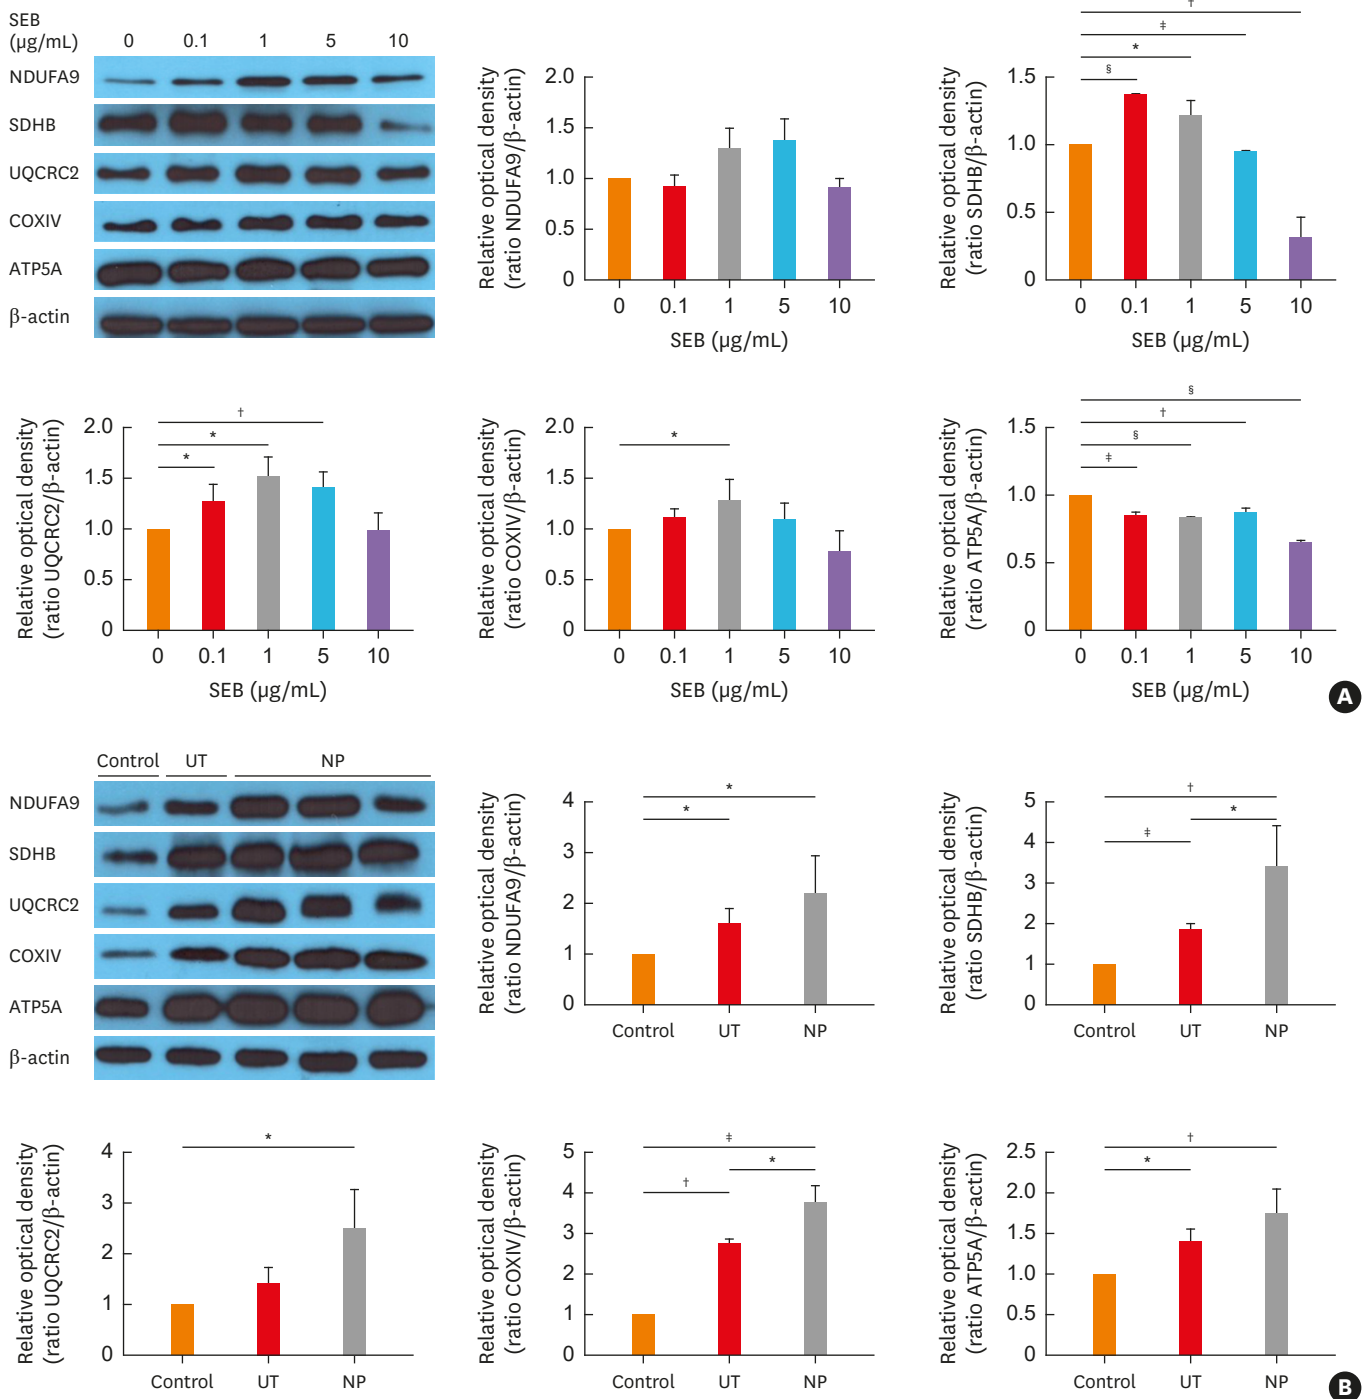 SEB
(µg/mL) 0 0.1 1 5 10
NDUFA9
SDHB
UQCRC2
COXIV
ATP5A
β-actin
Relative optical density
(ratio NDUFA9/β-actin)
2.0
1.5
1.0
0.5
0
0 0.1 1 5 10
SEB (µg/mL)
Relative optical density
(ratio SDHB/β-actin)
†
‡
*
§
1.5
1.0
0.5
0
0 0.1 1 5 10
SEB (µg/mL)
Relative optical density
(ratio UQCRC2/β-actin)
†
*
*
2.0
1.5
1.0
0.5
0
0 0.1 1 5 10
SEB (µg/mL)
Relative optical density
(ratio COXIV/β-actin)
*
2.0
1.5
1.0
0.5
0
0 0.1 1 5 10
SEB (µg/mL)
Relative optical density
(ratio ATP5A/β-actin)
§
†
§
‡
1.5
1.0
0.5
0
0 0.1 1 5 10
SEB (µg/mL)
A
Control UT NP
NDUFA9
SDHB
UQCRC2
COXIV
ATP5A
β-actin
Relative optical density
(ratio NDUFA9/β-actin)
*
*
4
3
2
1
0
Control UT NP
Relative optical density
(ratio SDHB/β-actin)
†
*
‡
5
4
3
2
1
0
Control UT NP
Relative optical density
(ratio UQCRC2/β-actin)
*
4
3
2
1
0
Control UT NP
Relative optical density
(ratio COXIV/β-actin)
‡
*
†
5
4
3
2
1
0
Control UT NP
Relative optical density
(ratio ATP5A/β-actin)
†
*
2.5
2.0
1.5
1.0
0.5
0
Control UT NP
B